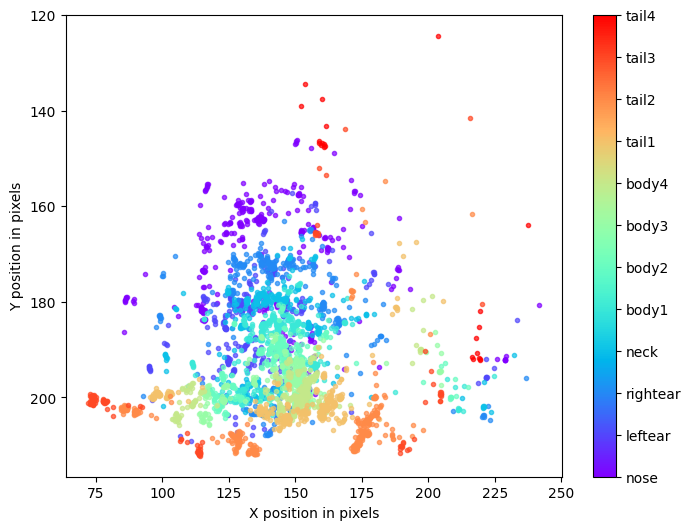 120
140
160
180
200
Y position in pixels
75
100
125
150
175
200
225
250
X position in pixels
tail4
tail3
tail2
tail1
body4
body3
body2
body1
neck
rightear
leftear
nose